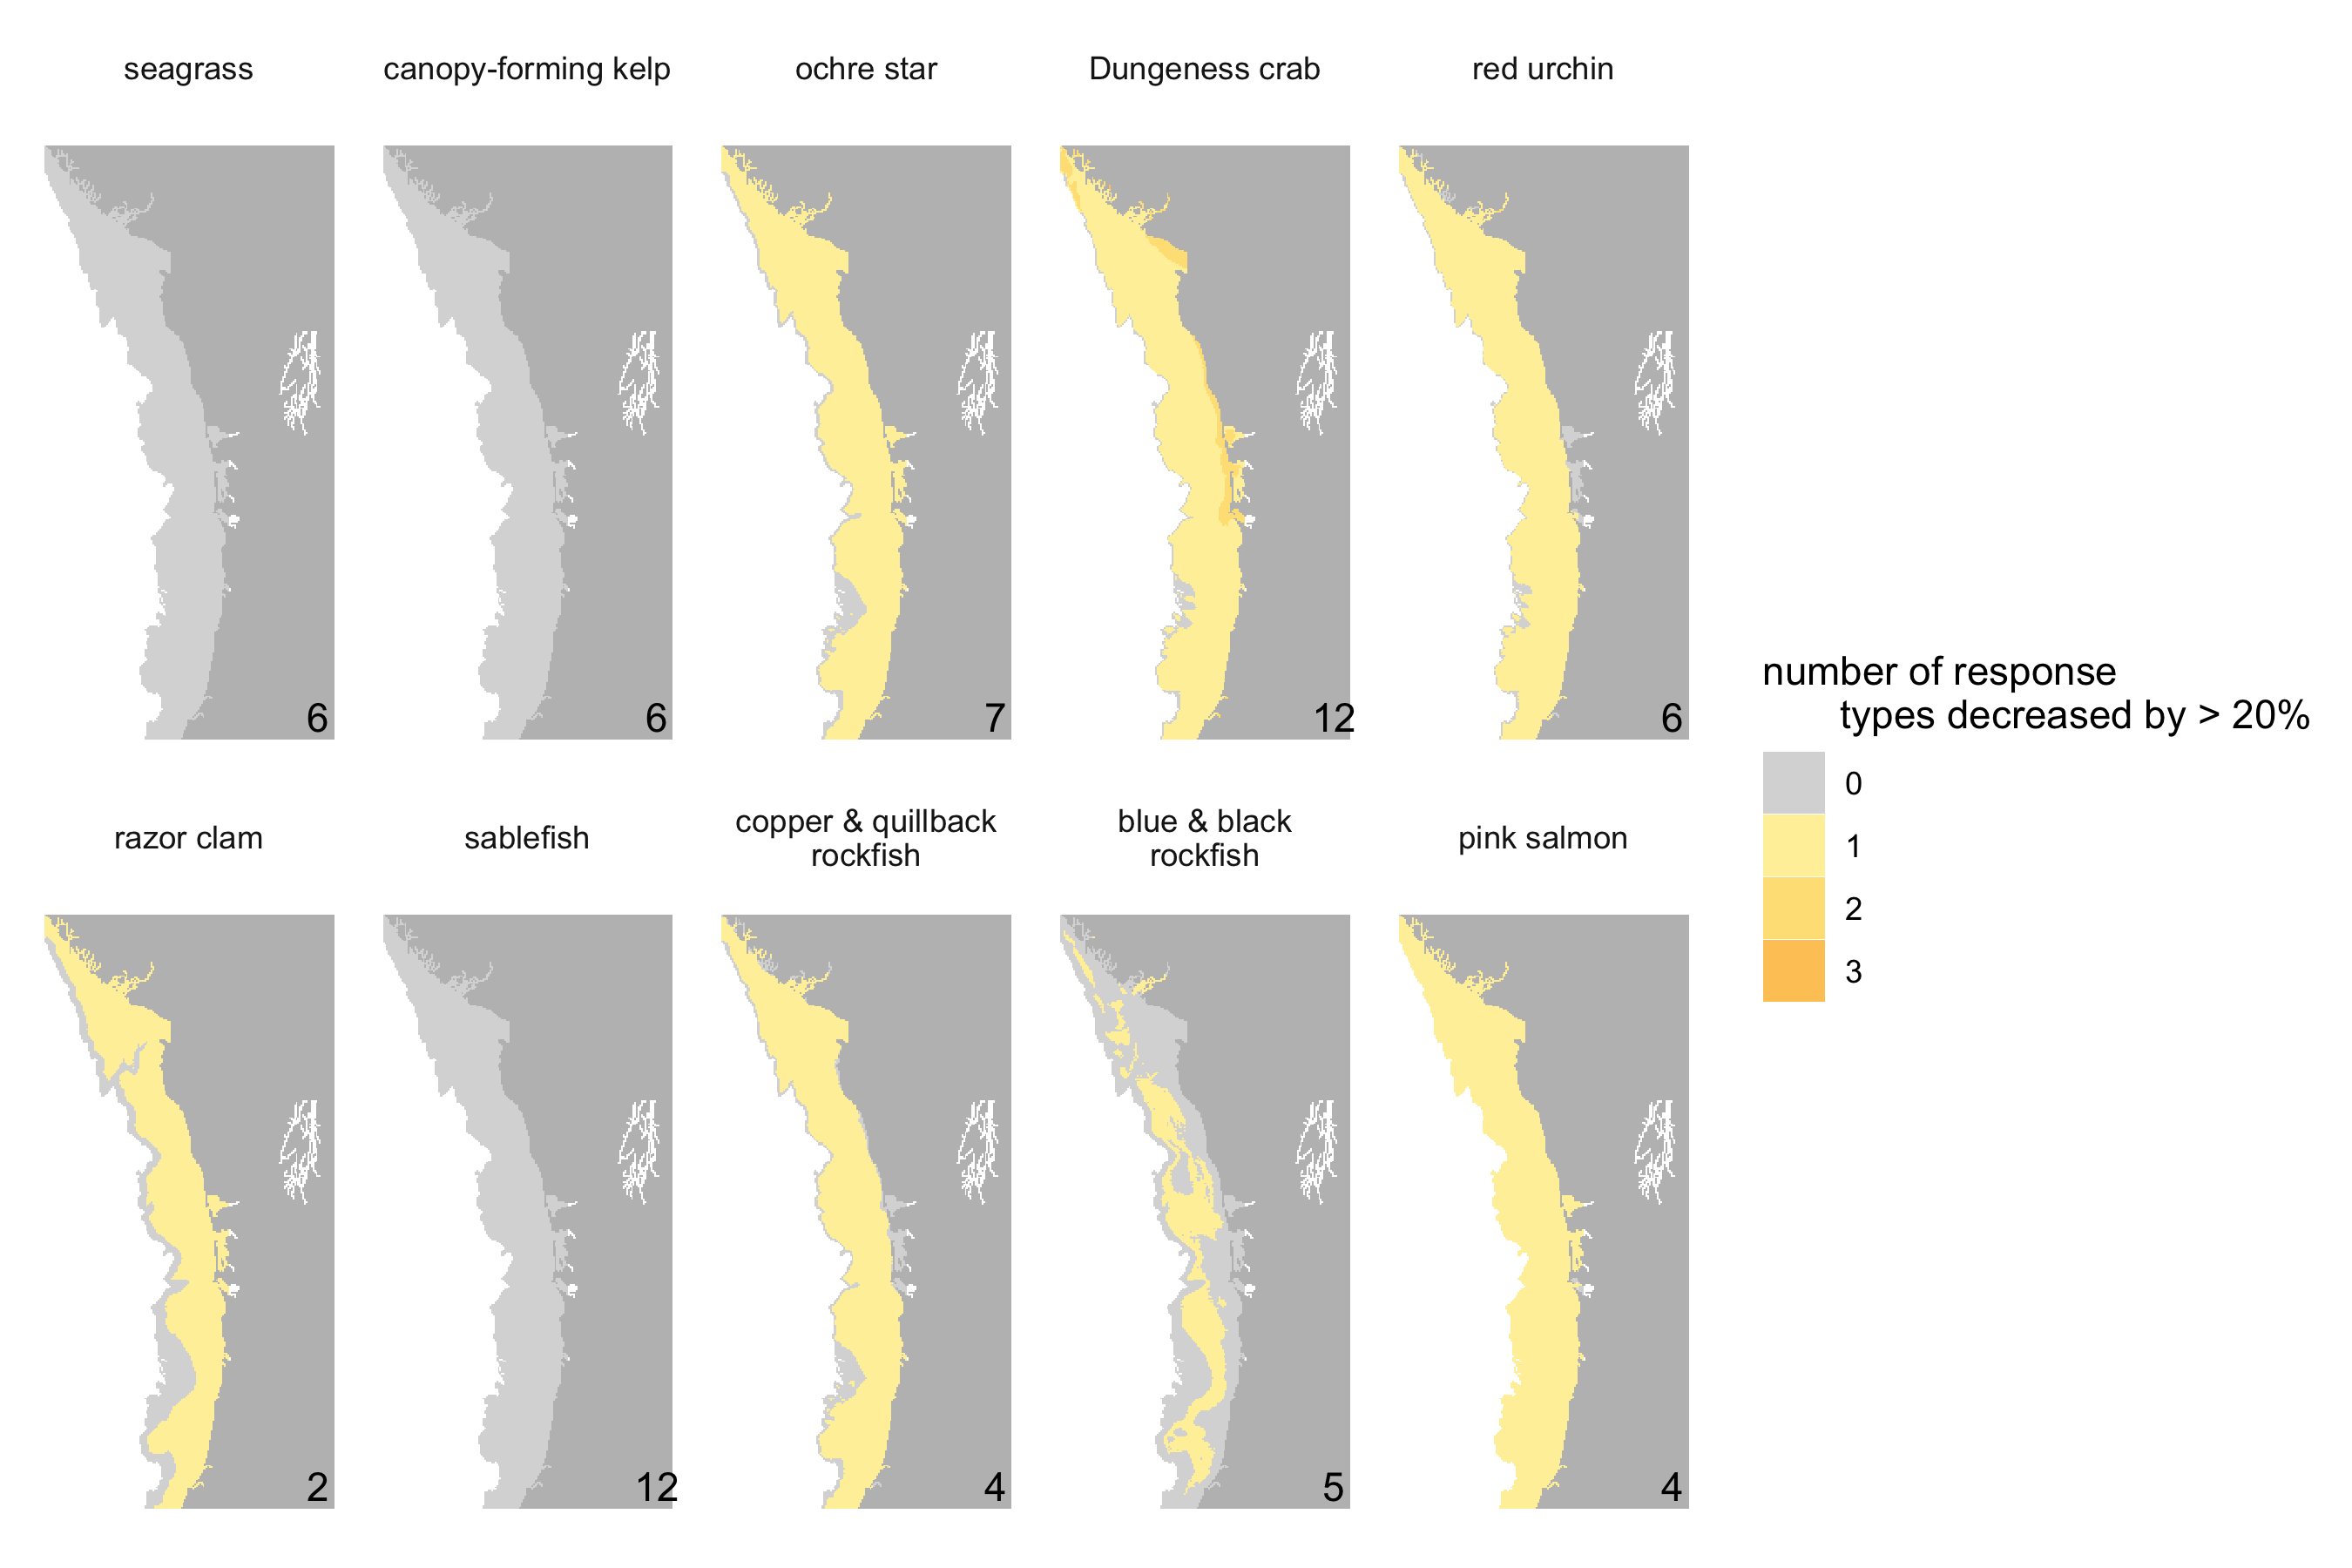 seagrass
canopy-forming kelp
ochre star
Dungeness crab
red urchin
6
6
7
12
6
razor clam
sablefish
copper & quillback
rockfish
blue & black
rockfish
pink salmon
2
12
4
5
4
number of response
types decreased by > 20%
0
1
2
3